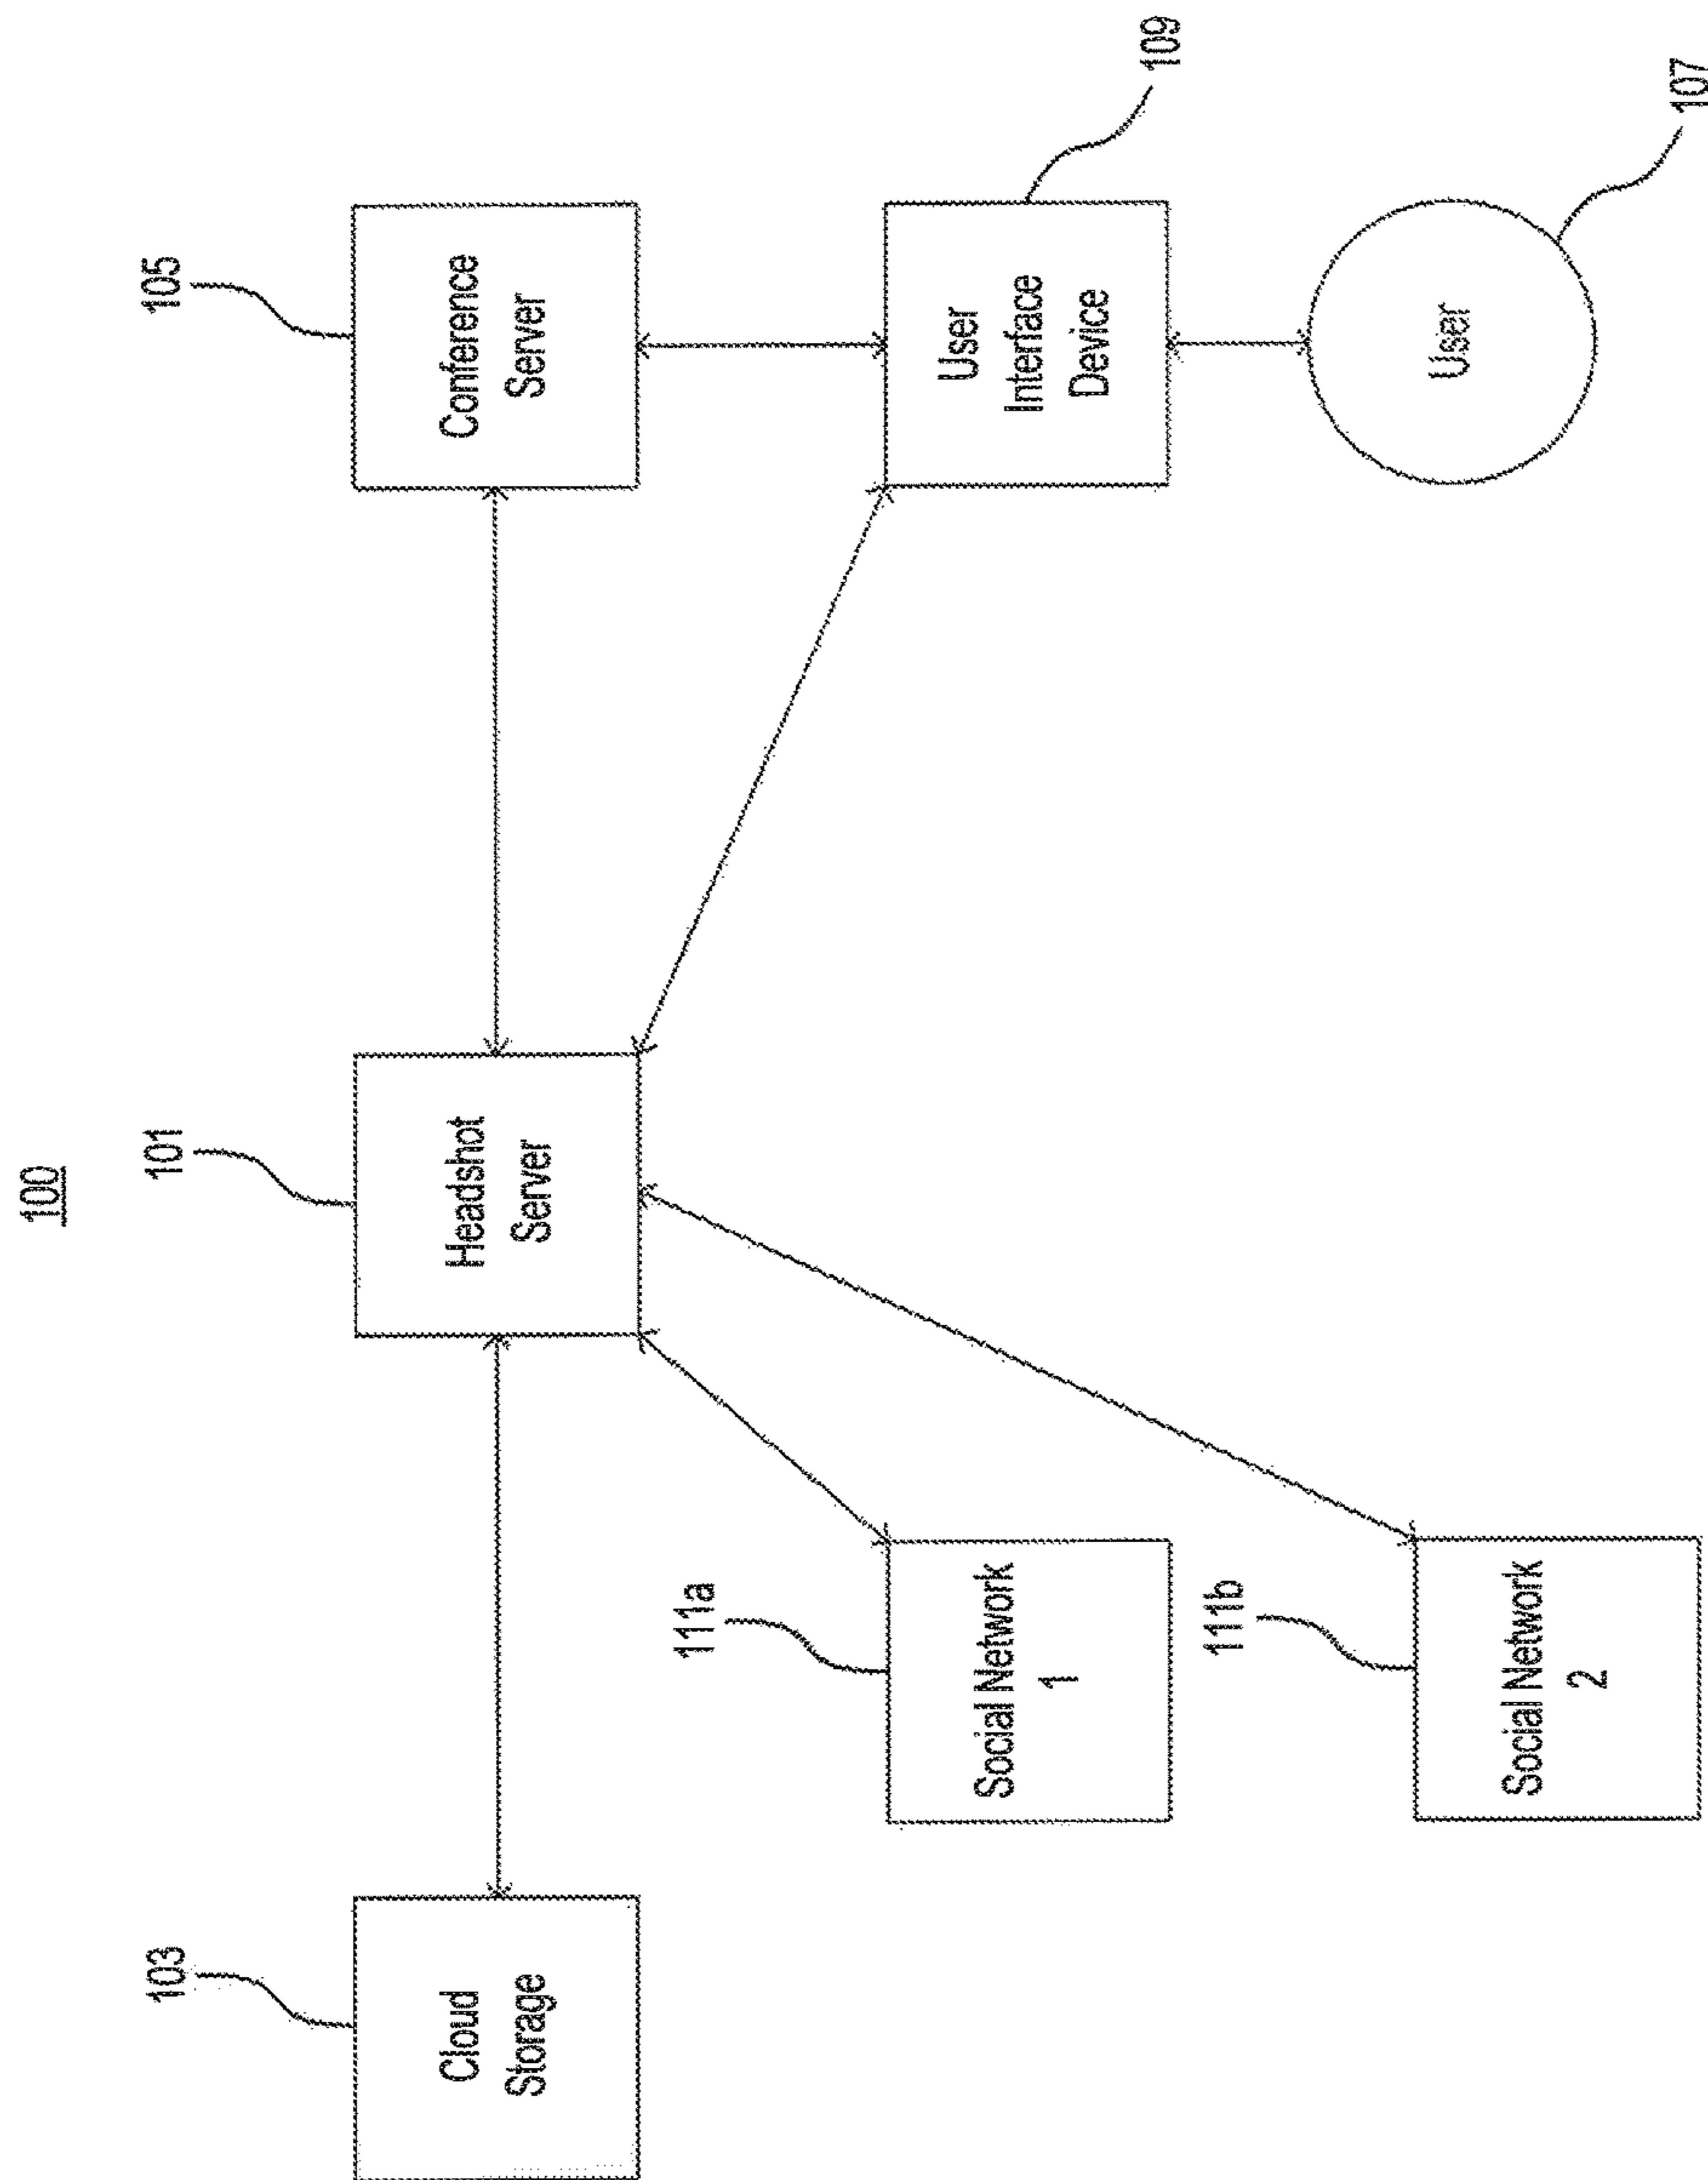 100
103
101
105
Cloud
Storage
Headshot
Server
Conference
Server
111a
Social Network
1
User
Interface
Device
109
111b
Social Network
2
User
107